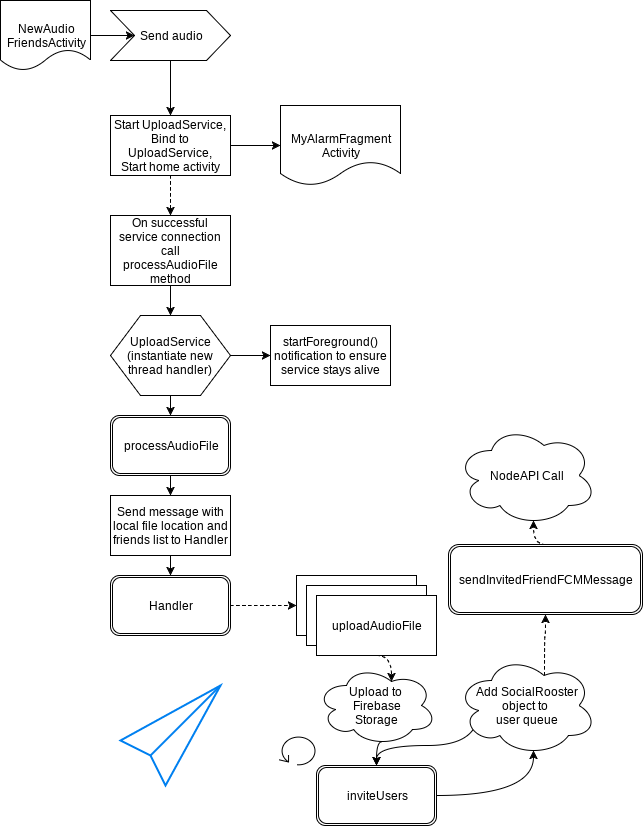 NewAudio
FriendsActivity
Send audio
Start UploadService,
Bind to
UploadService,
Start home activity
MyAlarmFragment
Activity
On successful
service connection
call
processAudioFile
method
UploadService
(instantiate new
thread handler)
startForeground()
notification to ensure
service stays alive
processAudioFile
Send message with
local file location and
friends list to Handler
Handler
uploadAudioFile
Upload to
Firebase
Storage
inviteUsers
Add SocialRooster
object to
user queue
sendInvitedFriendFCMMessage
NodeAPI Call